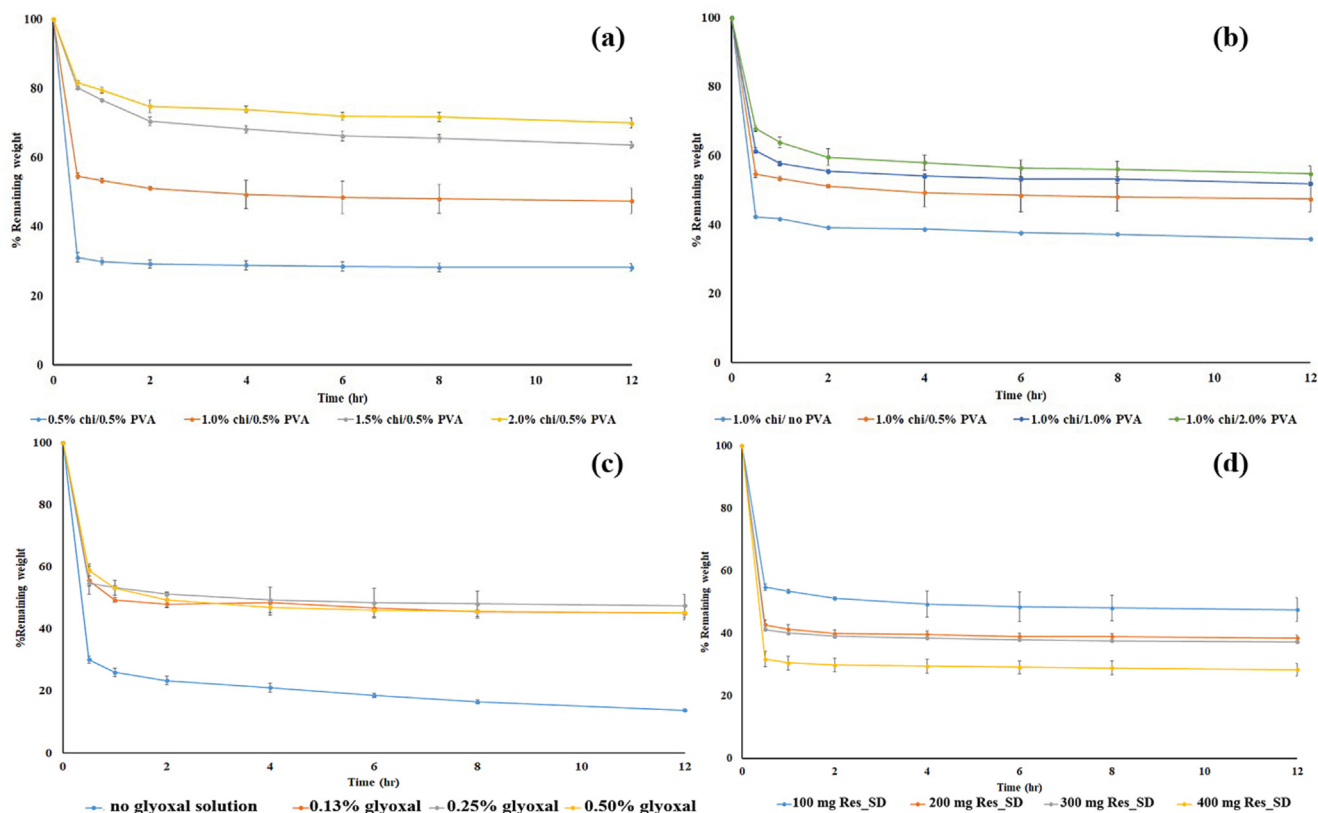 (a)
% Remaining weight
100
80
60
40
20
0
0 2 4 6 8 10 12
Time (hr)
0.5% chi/0.5% PVA 1.0% chi/0.5% PVA 1.5% chi/0.5% PVA 2.0% chi/0.5% PVA
(b)
% Remaining weight
100
80
60
40
20
0
0 2 4 6 8 10 12
Time (hr)
1.0% chi/ no PVA 1.0% chi/0.5% PVA 1.0% chi/1.0% PVA 1.0% chi/2.0% PVA
(c)
%Remaining weight
100
80
60
40
20
0
0 2 4 6 8 10 12
Time (hr)
no glyoxal solution 0.13% glyoxal 0.25% glyoxal 0.50% glyoxal
(d)
% Remaining weight
100
80
60
40
20
0
0 2 4 6 8 10 12
Time (hr)
100 mg Res_SD 200 mg Res_SD 300 mg Res_SD 400 mg Res_SD